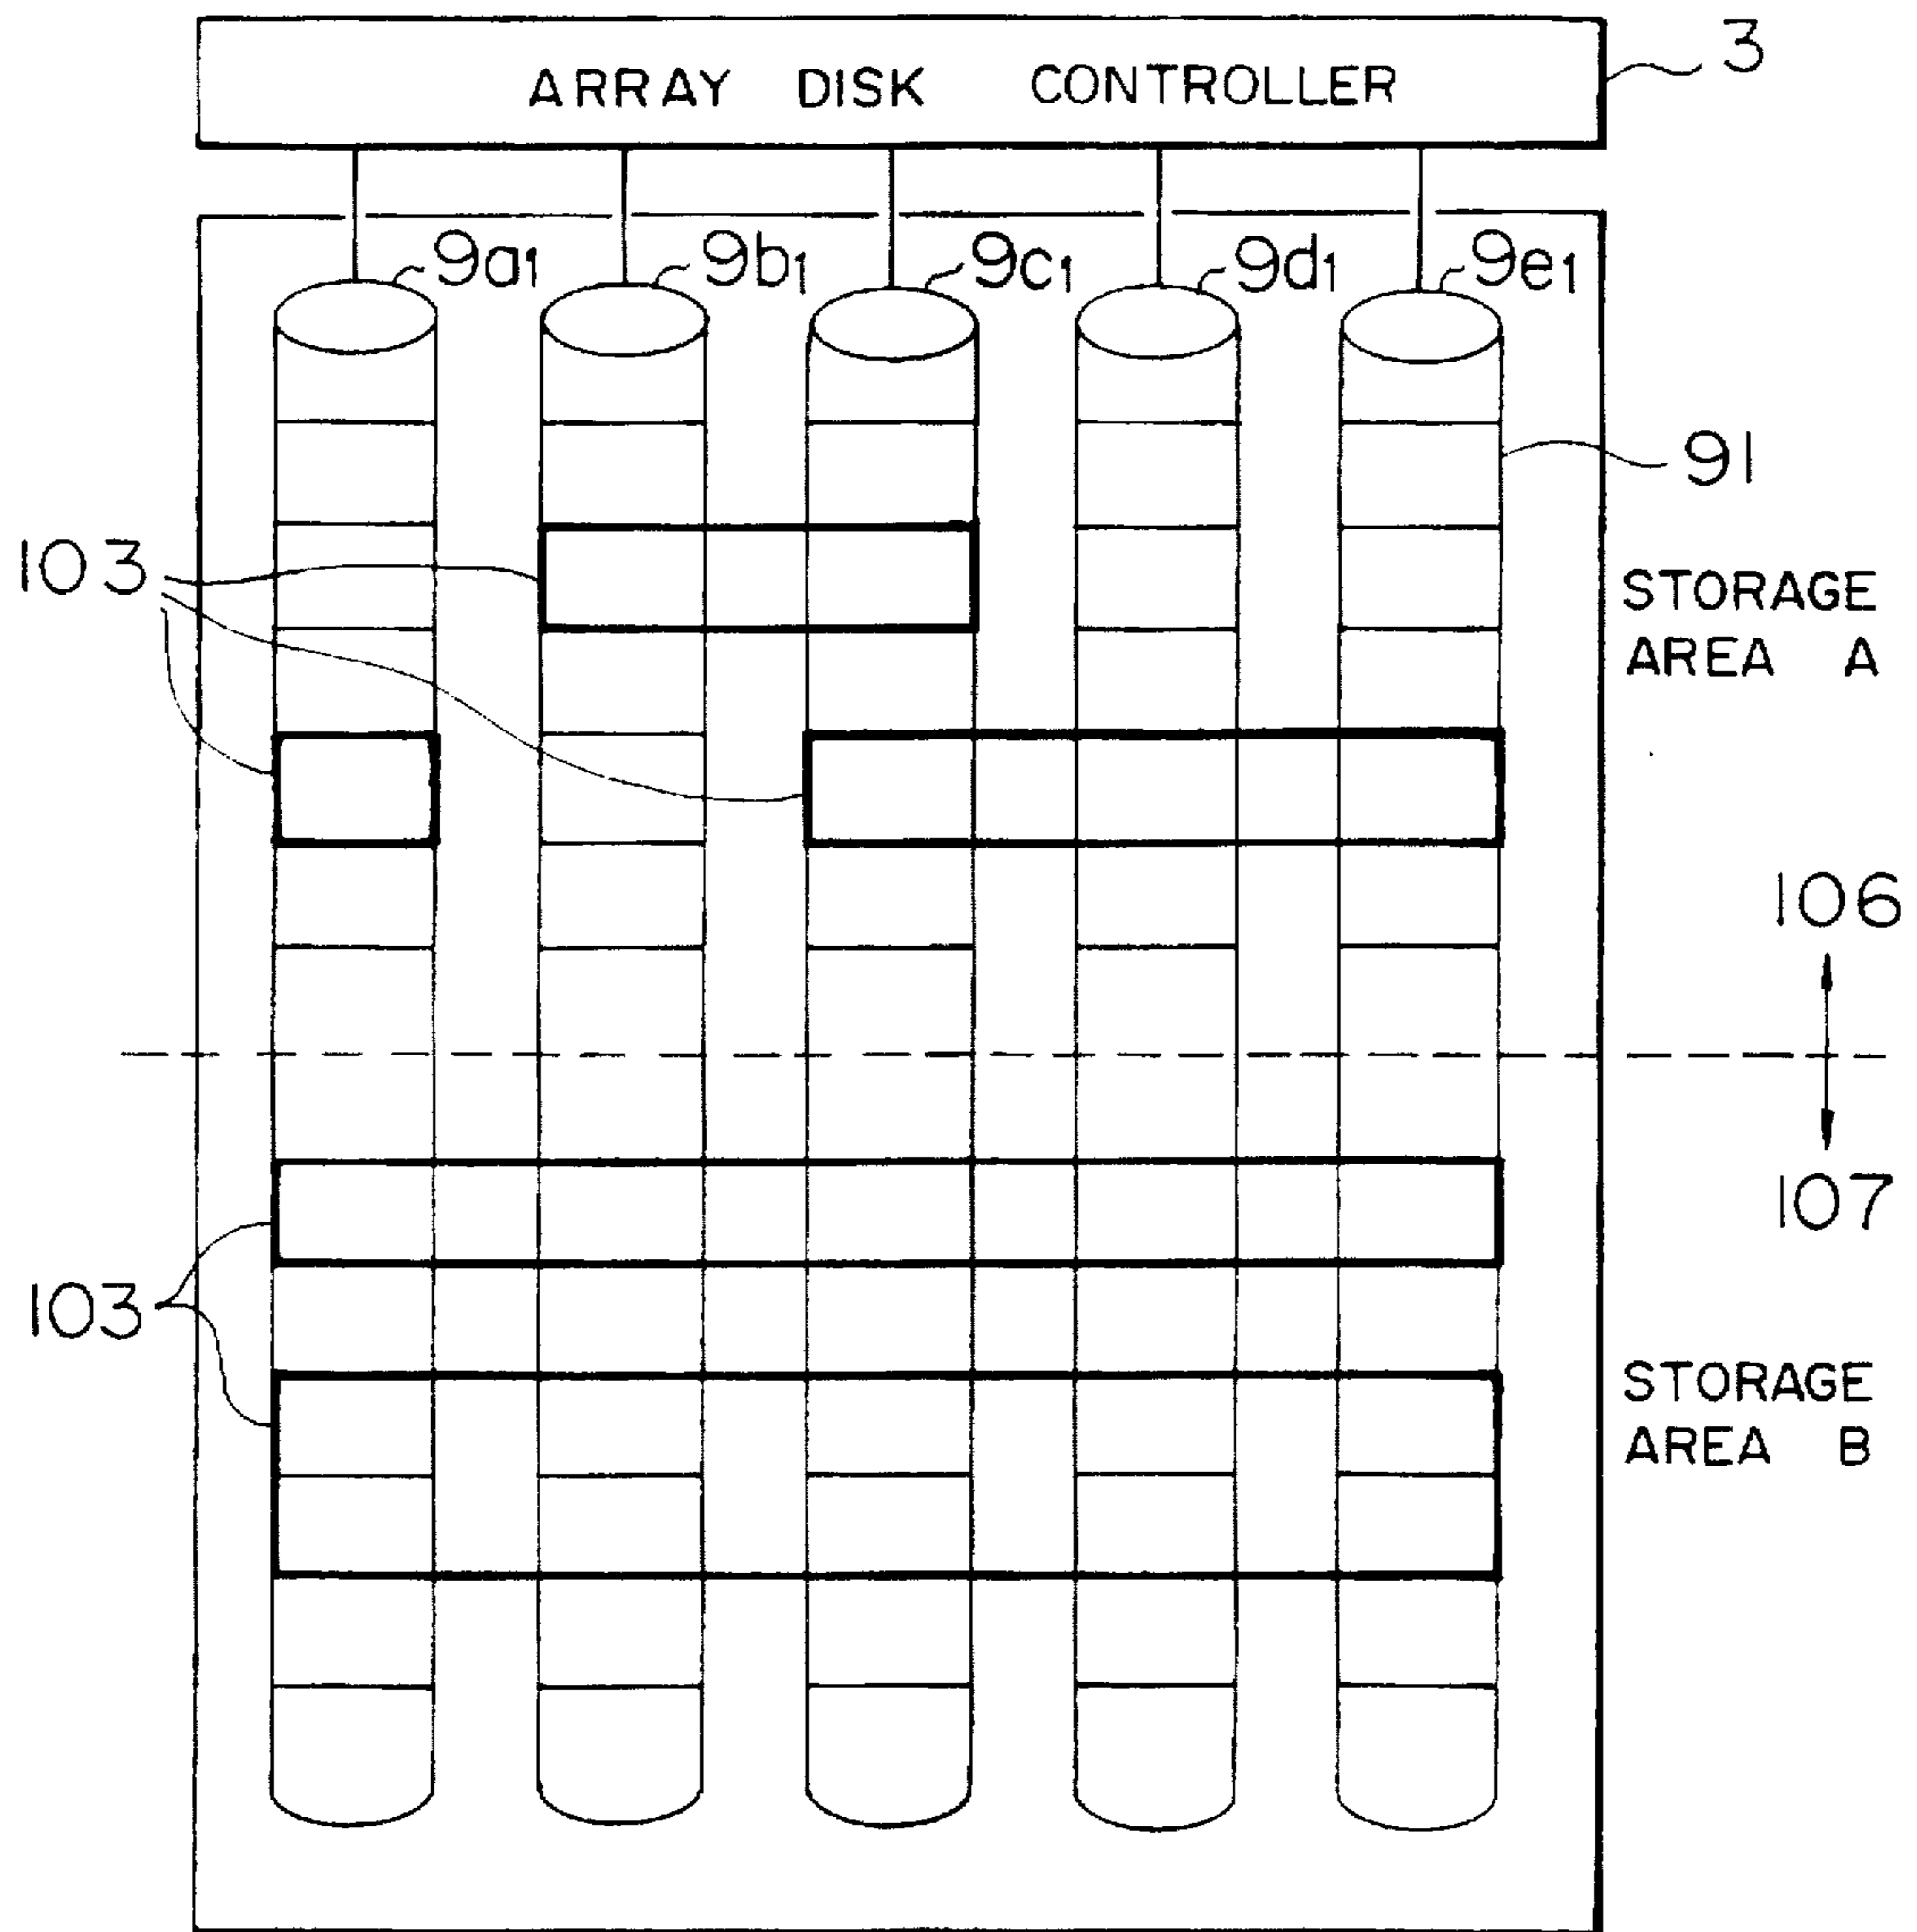 ARRAY DISK CONTROLLER
3
9a1
9b1
9c1
9d1
9e1
91
103
STORAGE
AREA A
106
107
103
STORAGE
AREA B